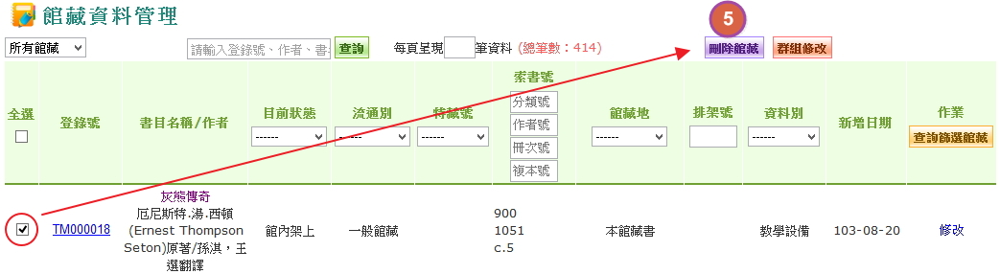 館藏資料管理
5
所有館藏
請輸入登錄號、作者、書
查詢
每頁呈現 筆資料 (總筆數：414)
刪除館藏
群組修改
全選
登錄號
書目名稱/作者
目前狀態
------
流通別
------
特藏號
------
索書號
分類號
作者號
冊次號
複本號
館藏地
------
排架號
資料別
------
新增日期
作業
查詢篩選館藏
TM000018
灰熊傳奇
厄尼斯特.湯.西頓
(Ernest Thompson
Seton)原著/孫淇，王
選翻譯
館內架上
一般館藏
900
1051
c.5
本館藏書
教學設備
103-08-20
修改